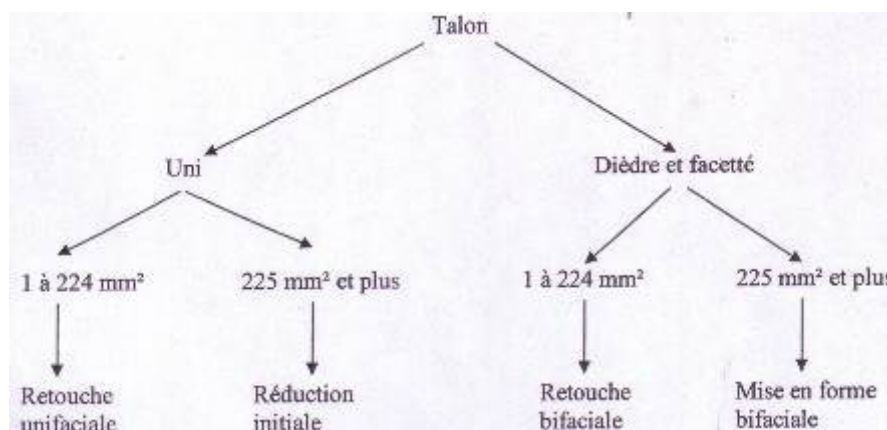 Talon
Uni
Dièdre et facetté
1 à 224 mm²
225 mm² et plus
1 à 224 mm²
225 mm² et plus
Retouche
unifaciale
Réduction
initiale
Retouche
bifaciale
Mise en forme
bifaciale